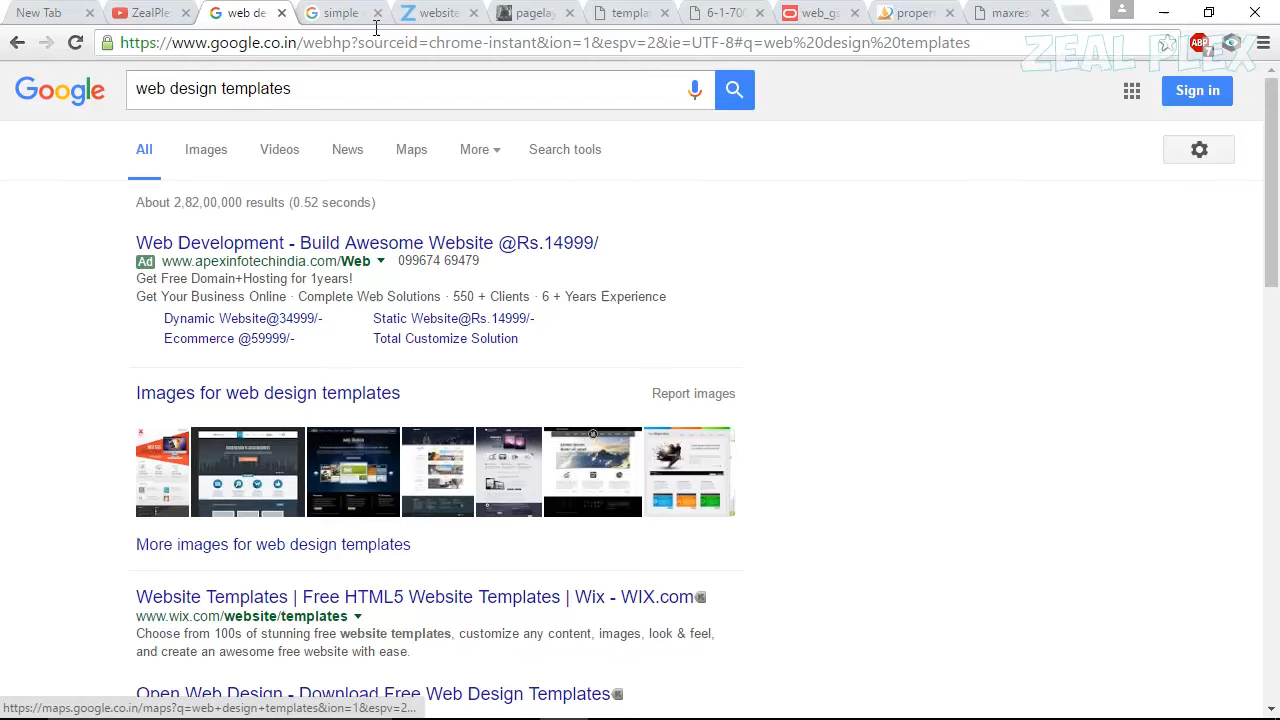 New Tab
ZealPle
web de
simple
website
pagelay
templa
6-1-700
web_ga
propert
maxres
https://www.google.co.in/webhp?sourceid=chrome-instant&ion=1&espv=2&ie=UTF-8#q=web%20design%20templates
ABP
7
ZEAL PLEX
Google
web design templates
Sign in
All
Images
Videos
News
Maps
More
Search tools
About 2,82,00,000 results (0.52 seconds)
Web Development - Build Awesome Website @Rs.14999/
Ad www.apexinfotechindia.com/Web 099674 69479
Get Free Domain+Hosting for 1years!
Get Your Business Online · Complete Web Solutions · 550 + Clients · 6 + Years Experience
Dynamic Website@34999/- Static Website@Rs.14999/-
Ecommerce @59999/- Total Customize Solution
Images for web design templates
Report images
More images for web design templates
Website Templates | Free HTML5 Website Templates | Wix - WIX.com
www.wix.com/website/templates
Choose from 100s of stunning free website templates, customize any content, images, look & feel,
and create an awesome free website with ease.
Open Web Design - Download Free Web Design Templates
https://maps.google.co.in/maps?q=web+design+templates&ion=1&espv=2...